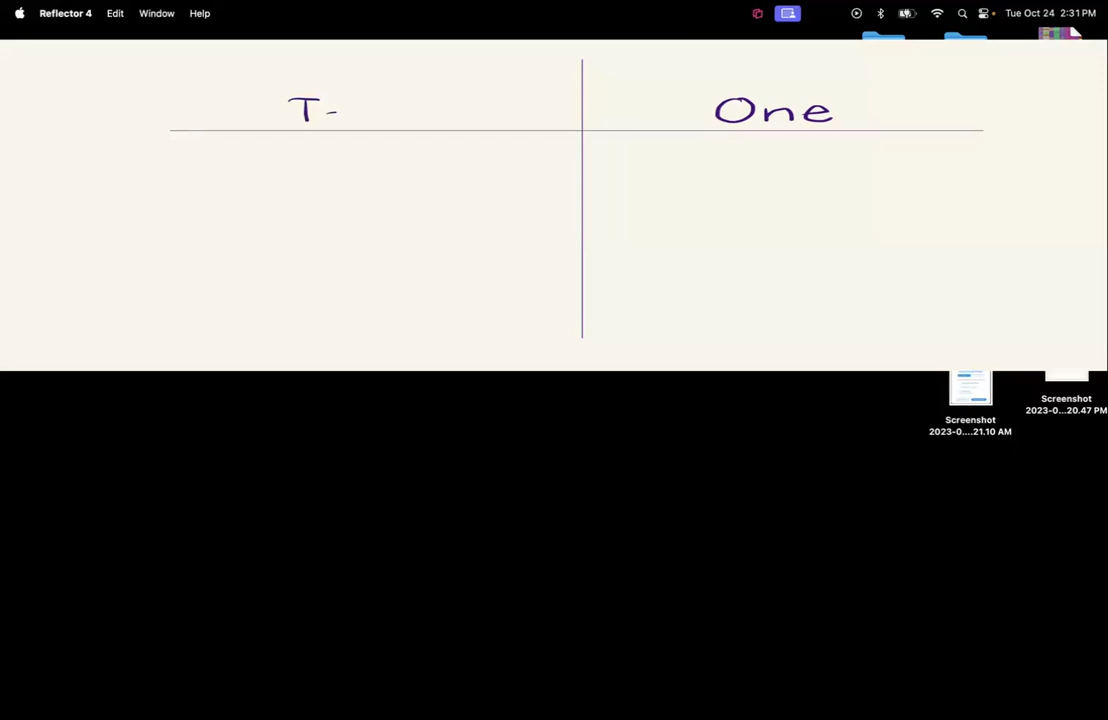 Reflector 4 Edit Window Help Tue Oct 24 2:31 PM
T- One
Screenshot
2023-0...20.47 PM
Screenshot
2023-0....21.10 AM